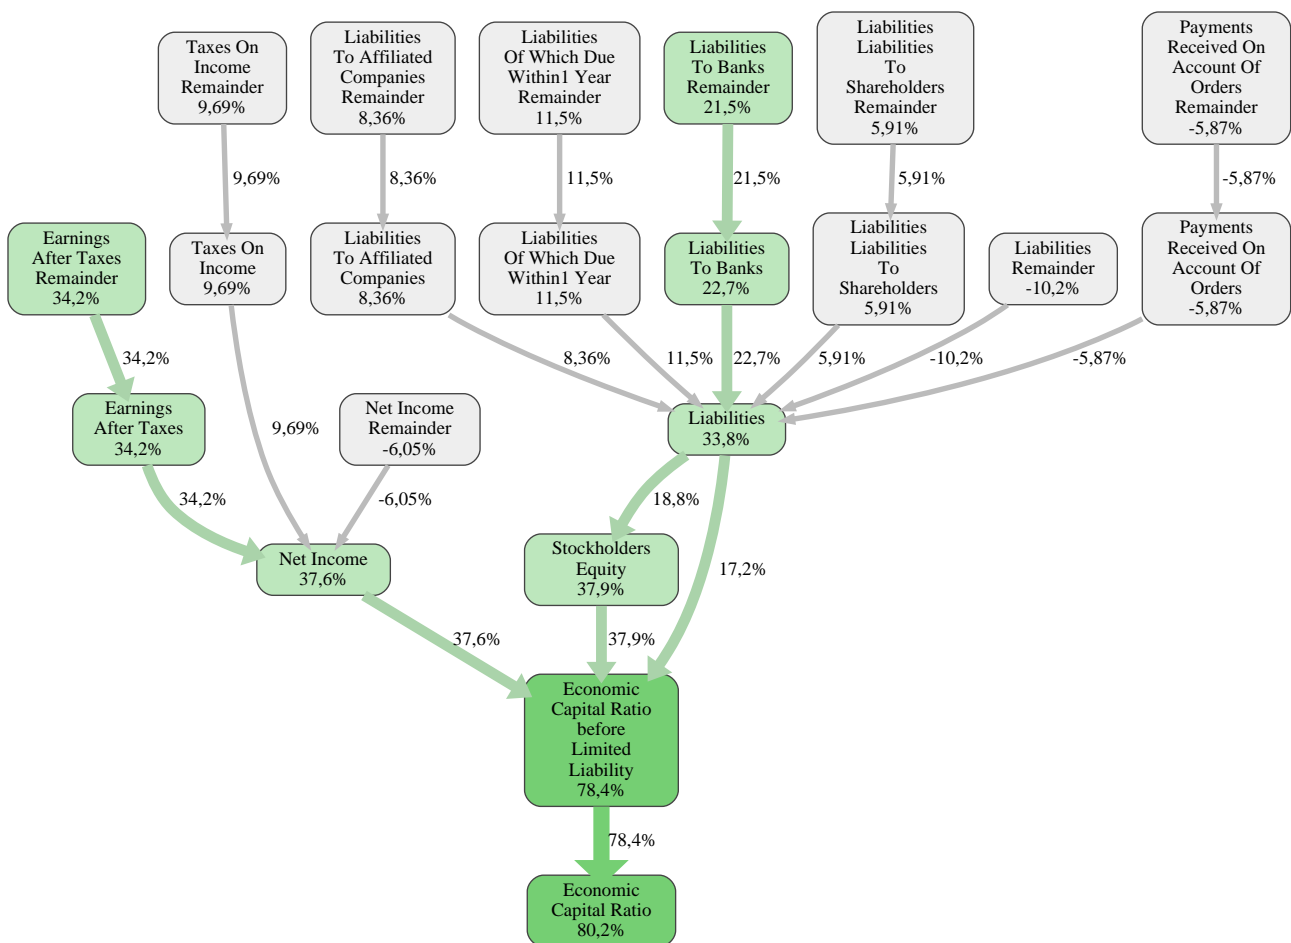 Taxes On
Income
Remainder
9,69%
Liabilities
To Affiliated
Companies
Remainder
8,36%
Liabilities
Of Which Due
Within1 Year
Remainder
11,5%
Liabilities
To Banks
Remainder
21,5%
Liabilities
Liabilities
To
Shareholders
Remainder
5,91%
Payments
Received On
Account Of
Orders
Remainder
-5,87%
9,69%
8,36%
11,5%
21,5%
5,91%
-5,87%
Earnings
After Taxes
Remainder
34,2%
Taxes On
Income
9,69%
Liabilities
To Affiliated
Companies
8,36%
Liabilities
Of Which Due
Within1 Year
11,5%
Liabilities
To Banks
22,7%
Liabilities
Liabilities
To
Shareholders
5,91%
Liabilities
Remainder
-10,2%
Payments
Received On
Account Of
Orders
-5,87%
34,2%
8,36%
11,5%
22,7%
5,91%
-10,2%
-5,87%
Earnings
After Taxes
34,2%
9,69%
Net Income
Remainder
-6,05%
Liabilities
33,8%
34,2%
-6,05%
18,8%
17,2%
Net Income
37,6%
Stockholders
Equity
37,9%
37,6%
37,9%
Economic
Capital Ratio
before
Limited
Liability
78,4%
78,4%
Economic
Capital Ratio
80,2%